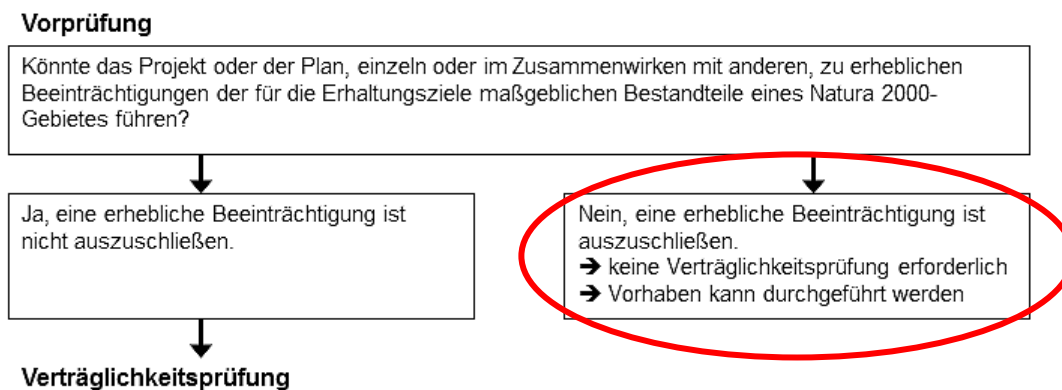 Vorprüfung
Könnte das Projekt oder der Plan, einzeln oder im Zusammenwirken mit anderen, zu erheblichen
Beeinträchtigungen der für die Erhaltungsziele maßgeblichen Bestandteile eines Natura 2000-
Gebietes führen?
Ja, eine erhebliche Beeinträchtigung ist
nicht auszuschließen.
Nein, eine erhebliche Beeinträchtigung ist
auszuschließen.
➔ keine Verträglichkeitsprüfung erforderlich
➔ Vorhaben kann durchgeführt werden
Verträglichkeitsprüfung